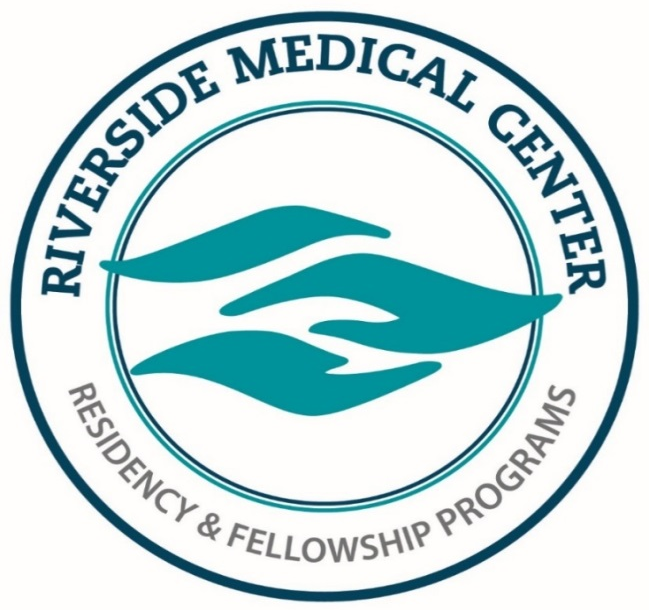 RIVERSIDE MEDICAL CENTER
RESIDENCY & FELLOWSHIP PROGRAMS